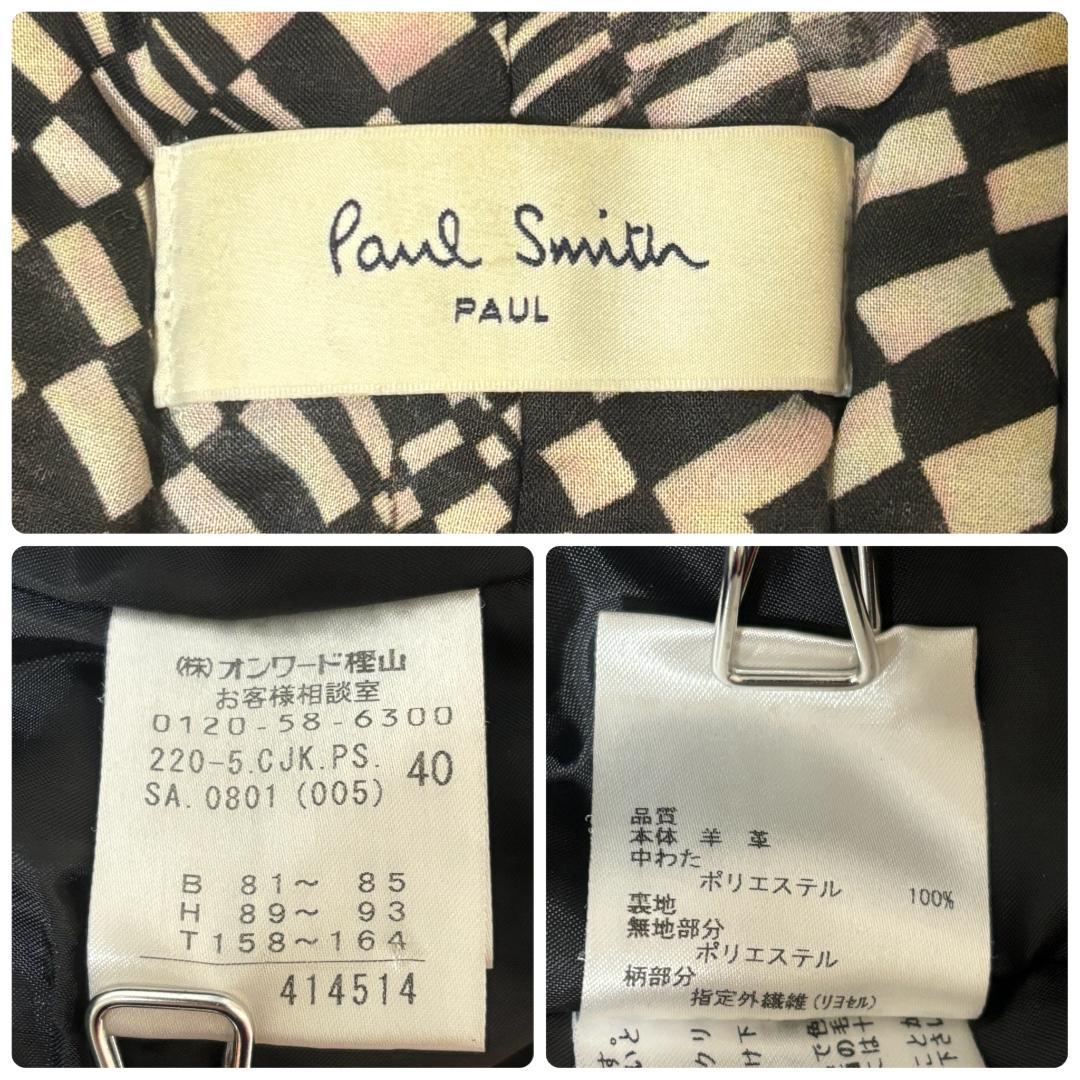 Paul Smith
PAUL
(株)オンワード樫山
お客様相談室
0120-58-6300
220-5.CJK.PS. 40
SA.0801(005)
B 81～ 85
H 89～ 93
T158～164
414514
品質
本体 羊 革
中わた
ポリエステル 100%
裏地
無地部分
ポリエステル
柄部分
指定外繊維(リヨセル)